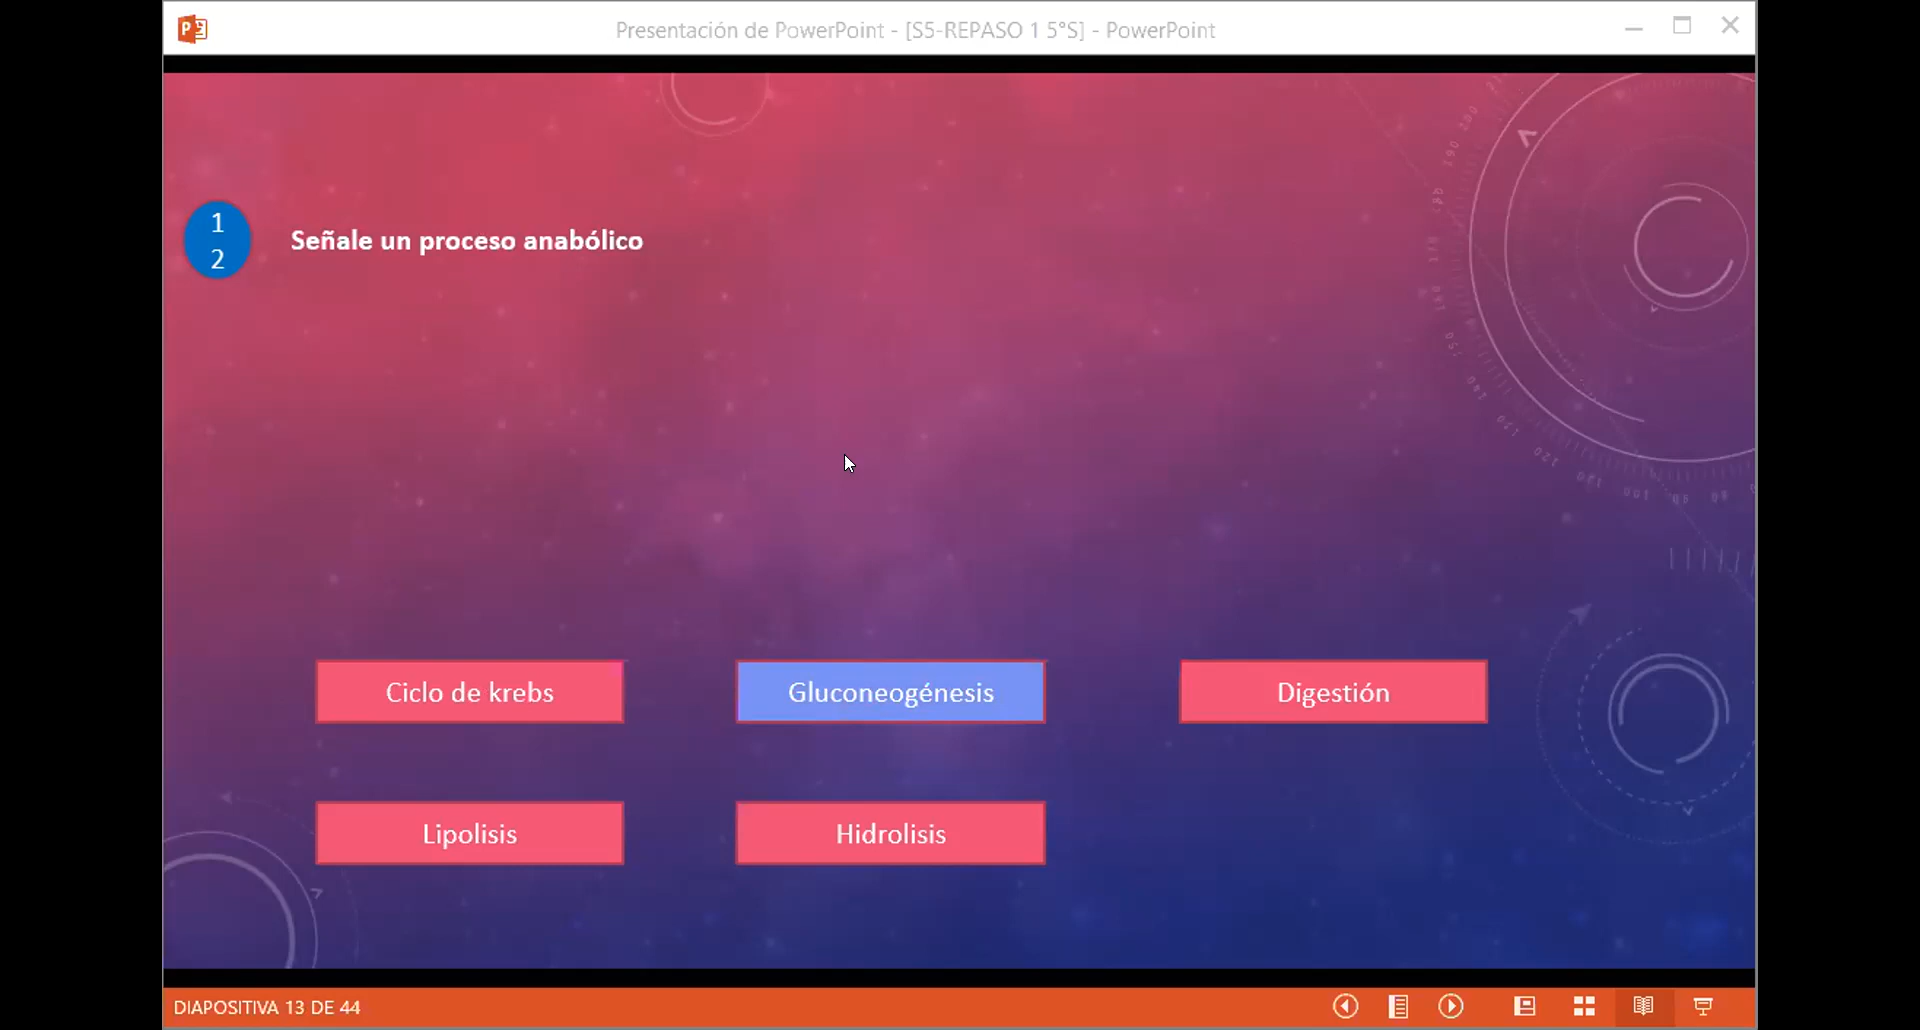 Presentación de PowerPoint - [S5-REPASO 1 5°S] - PowerPoint
1
2
Señale un proceso anabólico
Ciclo de krebs
Gluconeogénesis
Digestión
Lipolisis
Hidrolisis
DIAPOSITIVA 13 DE 44